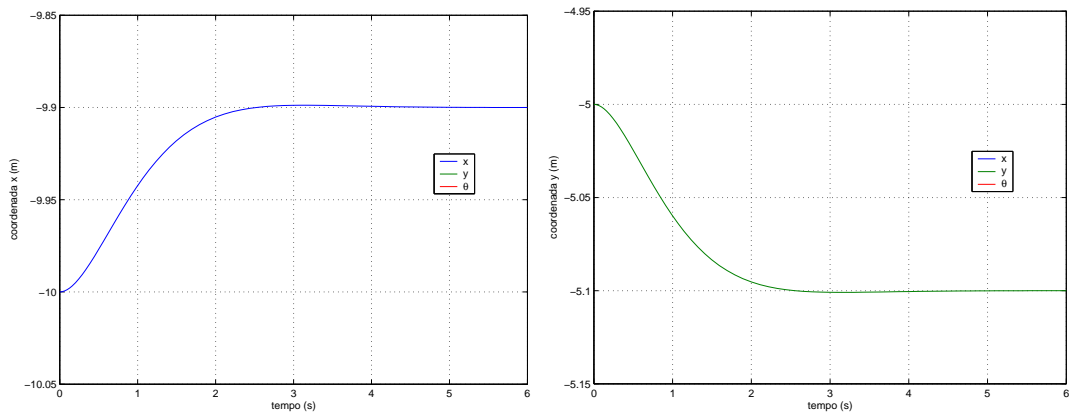 −9.85
−9.9
−9.95
−10
−10.05
coordenada x (m)
0 1 2 3 4 5 6
tempo (s)
x
y
θ
−4.95
−5
−5.05
−5.1
−5.15
coordenada y (m)
0 1 2 3 4 5 6
tempo (s)
x
y
θ